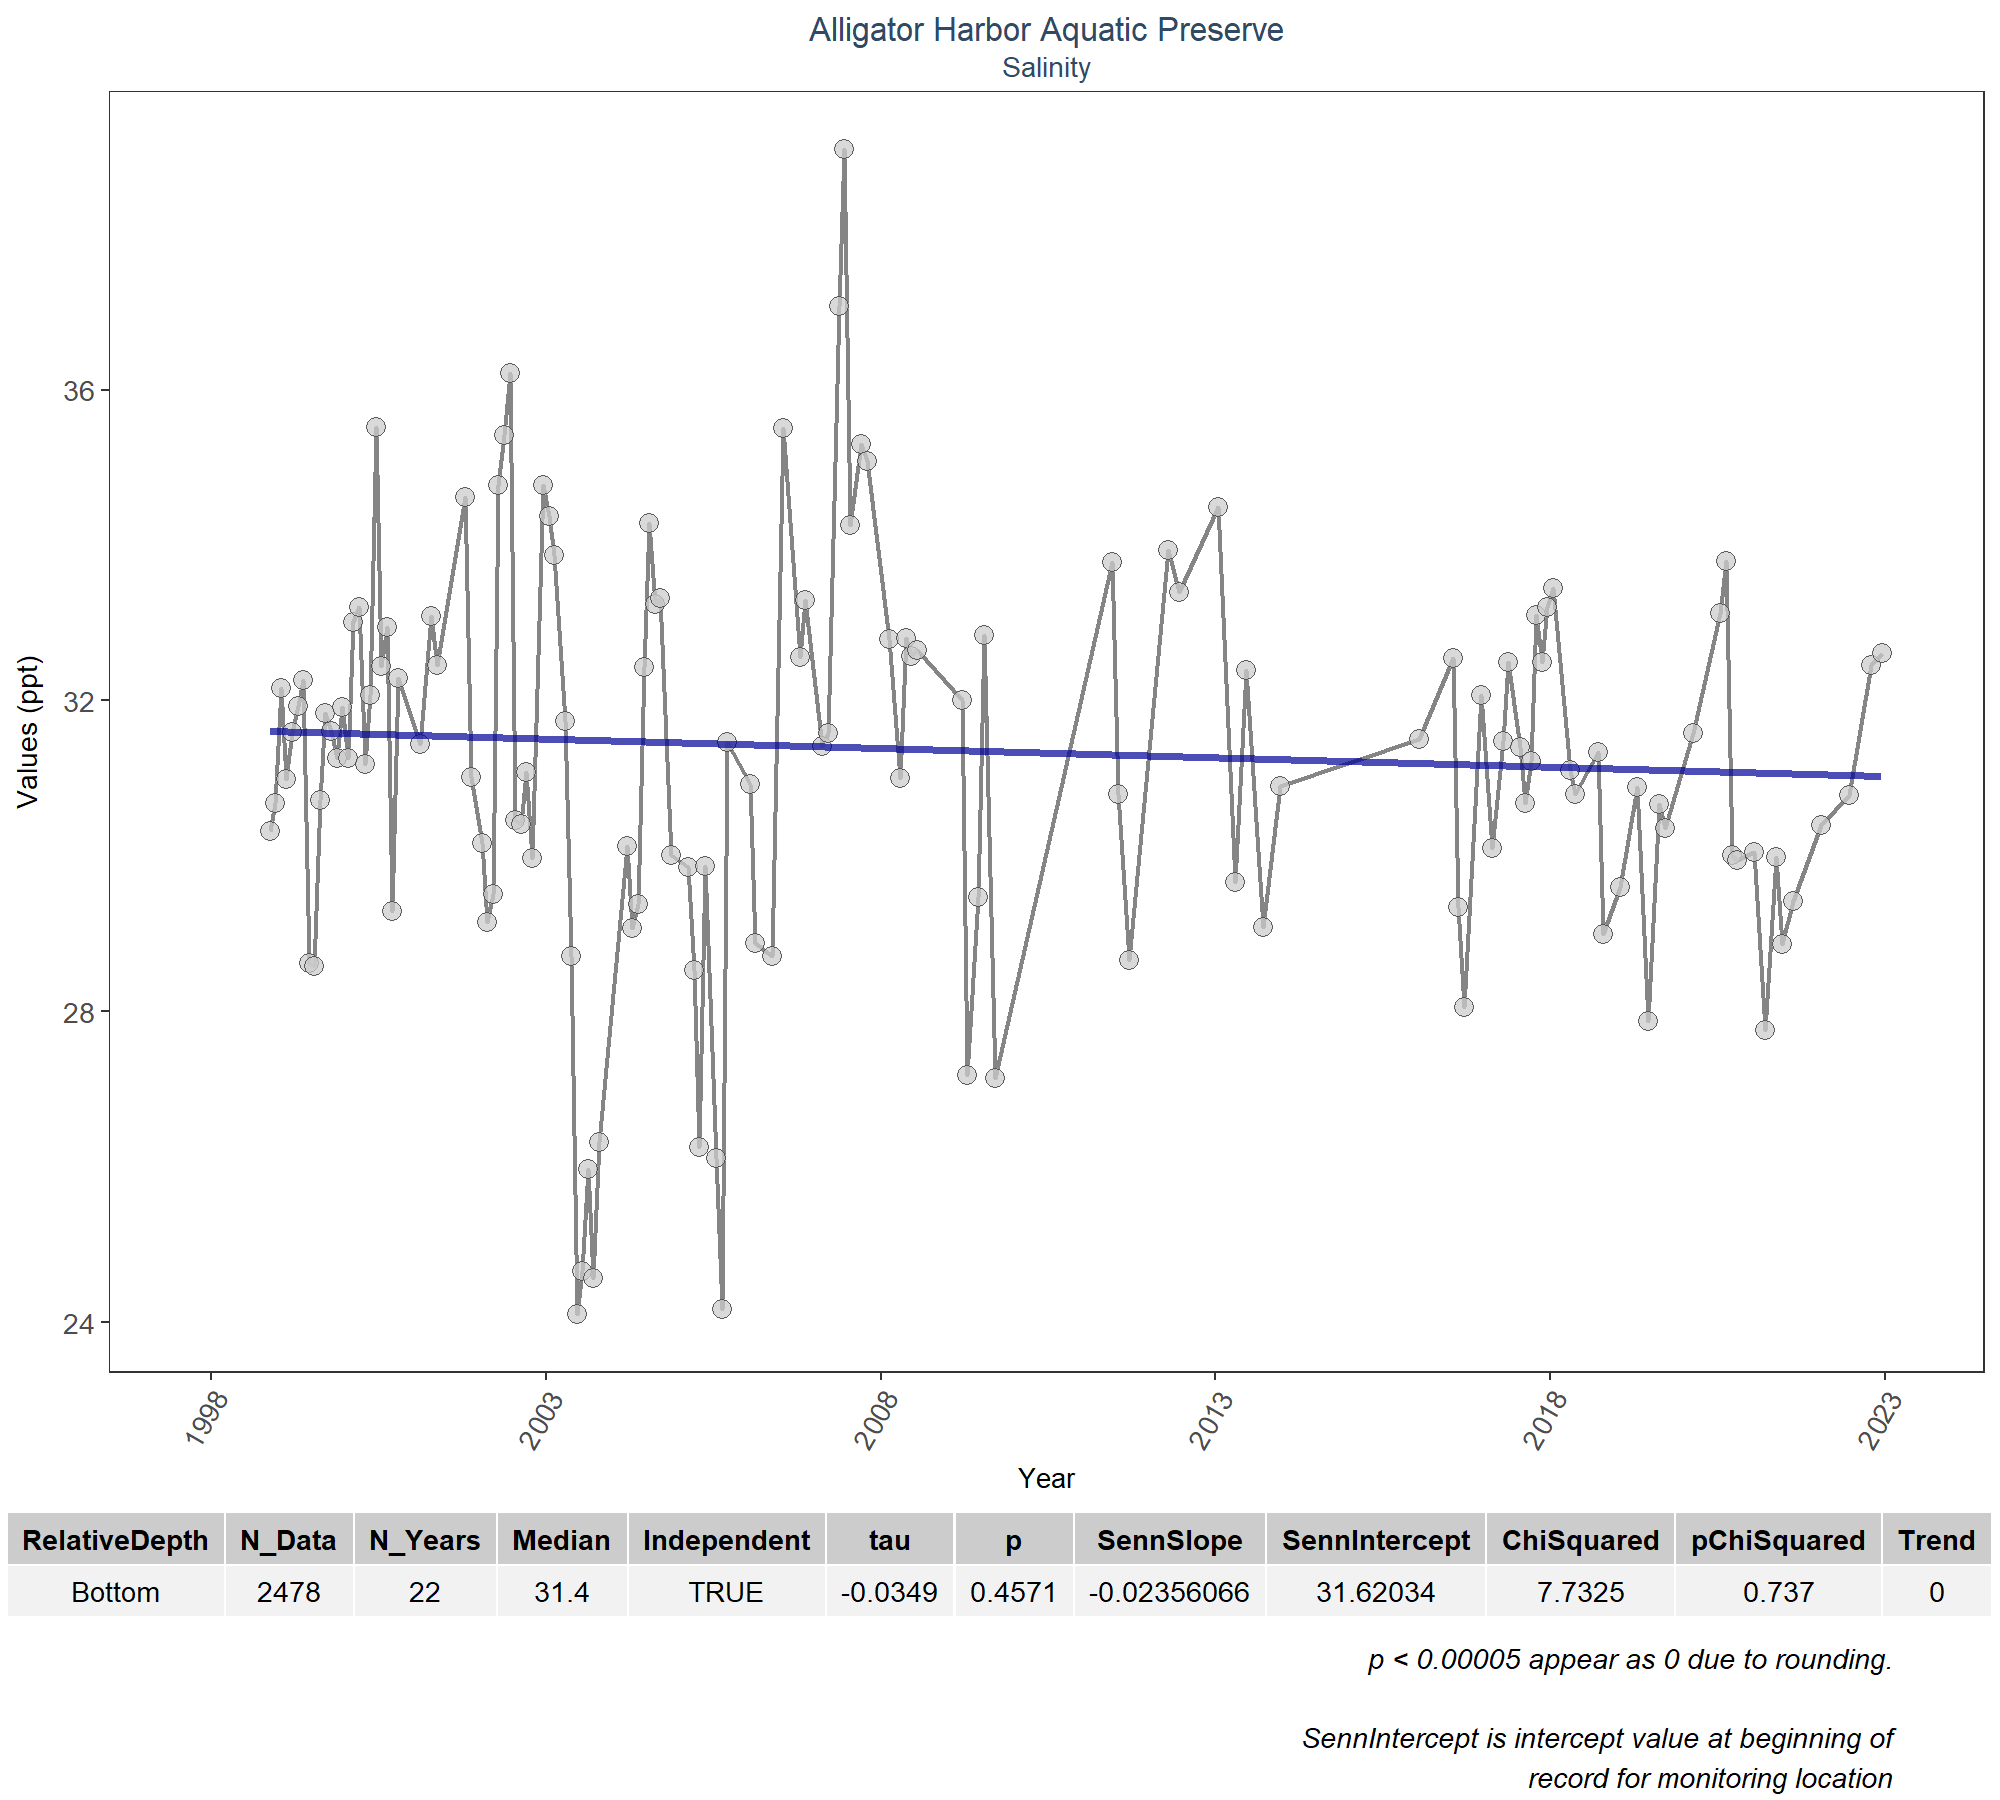 Alligator Harbor Aquatic Preserve
Salinity
Values (ppt)
36
32
28
24
1998
2003
2008
2013
2018
2023
Year
RelativeDepth N_Data N_Years Median Independent tau p SennSlope SennIntercept ChiSquared pChiSquared Trend
Bottom 2478 22 31.4 TRUE -0.0349 0.4571 -0.02356066 31.62034 7.7325 0.737 0
p < 0.00005 appear as 0 due to rounding.
SennIntercept is intercept value at beginning of
record for monitoring location